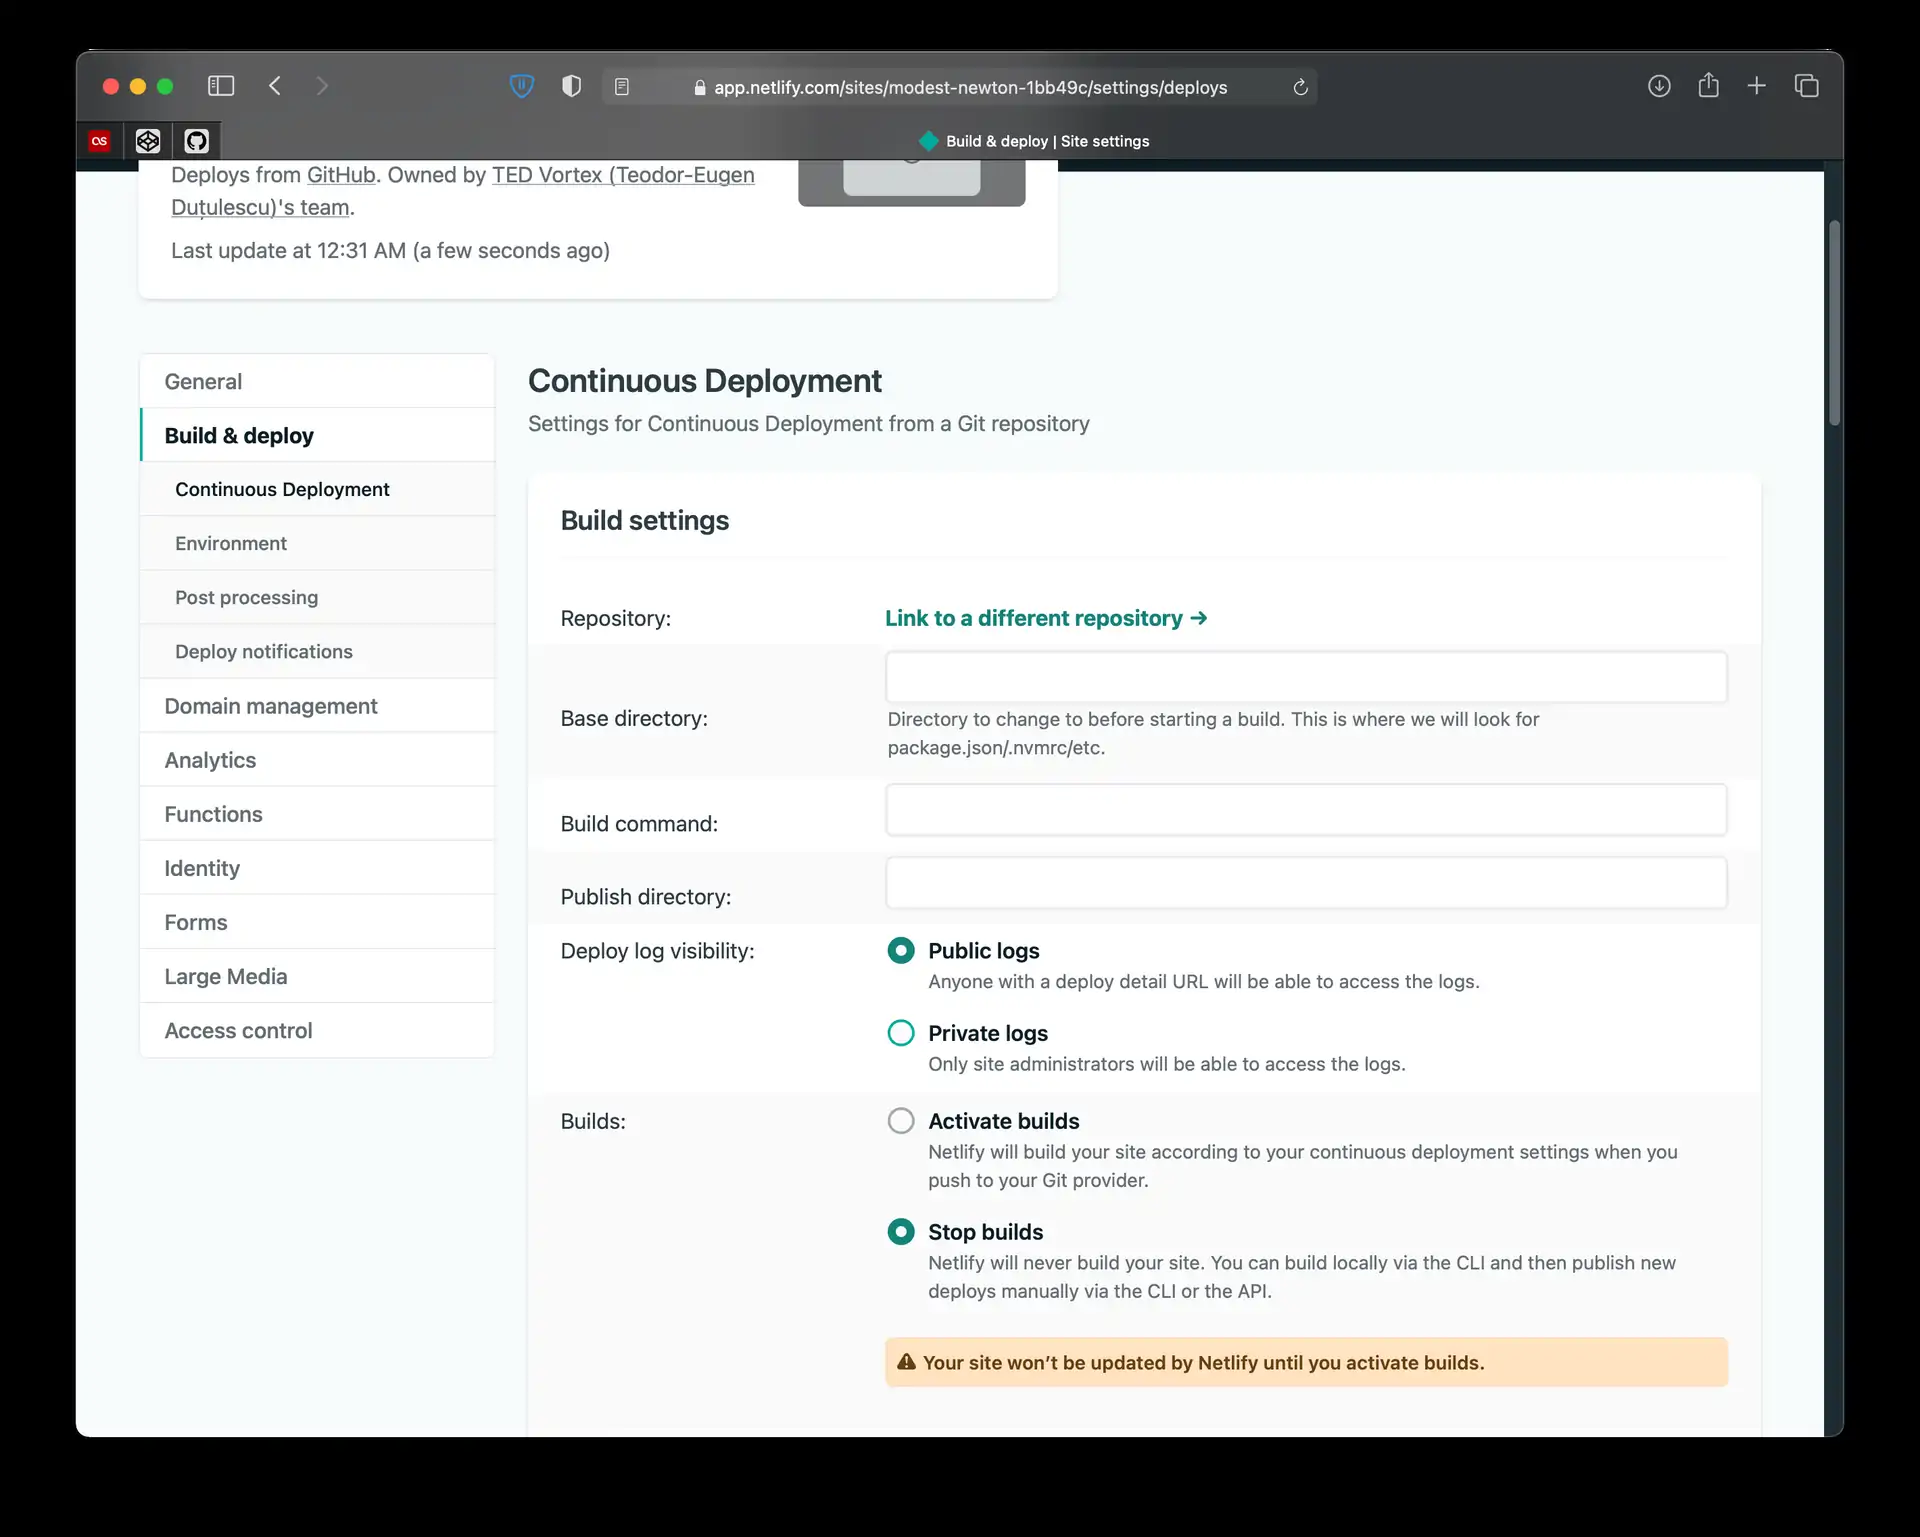 app.netlify.com/sites/modest-newton-1bb49c/settings/deploys
Build & deploy | Site settings
Deploys from GitHub. Owned by TED Vortex (Teodor-Eugen
Duțulescu)'s team.
Last update at 12:31 AM (a few seconds ago)
General
Build & deploy
Continuous Deployment
Environment
Post processing
Deploy notifications
Domain management
Analytics
Functions
Identity
Forms
Large Media
Access control
Continuous Deployment
Settings for Continuous Deployment from a Git repository
Build settings
Repository:
Link to a different repository →
Base directory:
Directory to change to before starting a build. This is where we will look for
package.json/.nvmrc/etc.
Build command:
Publish directory:
Deploy log visibility:
Public logs
Anyone with a deploy detail URL will be able to access the logs.
Private logs
Only site administrators will be able to access the logs.
Builds:
Activate builds
Netlify will build your site according to your continuous deployment settings when you
push to your Git provider.
Stop builds
Netlify will never build your site. You can build locally via the CLI and then publish new
deploys manually via the CLI or the API.
Your site won’t be updated by Netlify until you activate builds.